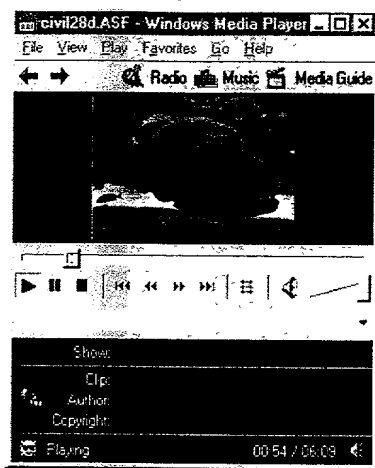 civil28d.ASF - Windows Media Player
File View Play Favorites Go Help
Radio Music Media Guide
Show:
Clip:
Author:
Copyright:
Playing 00:54 / 06:09